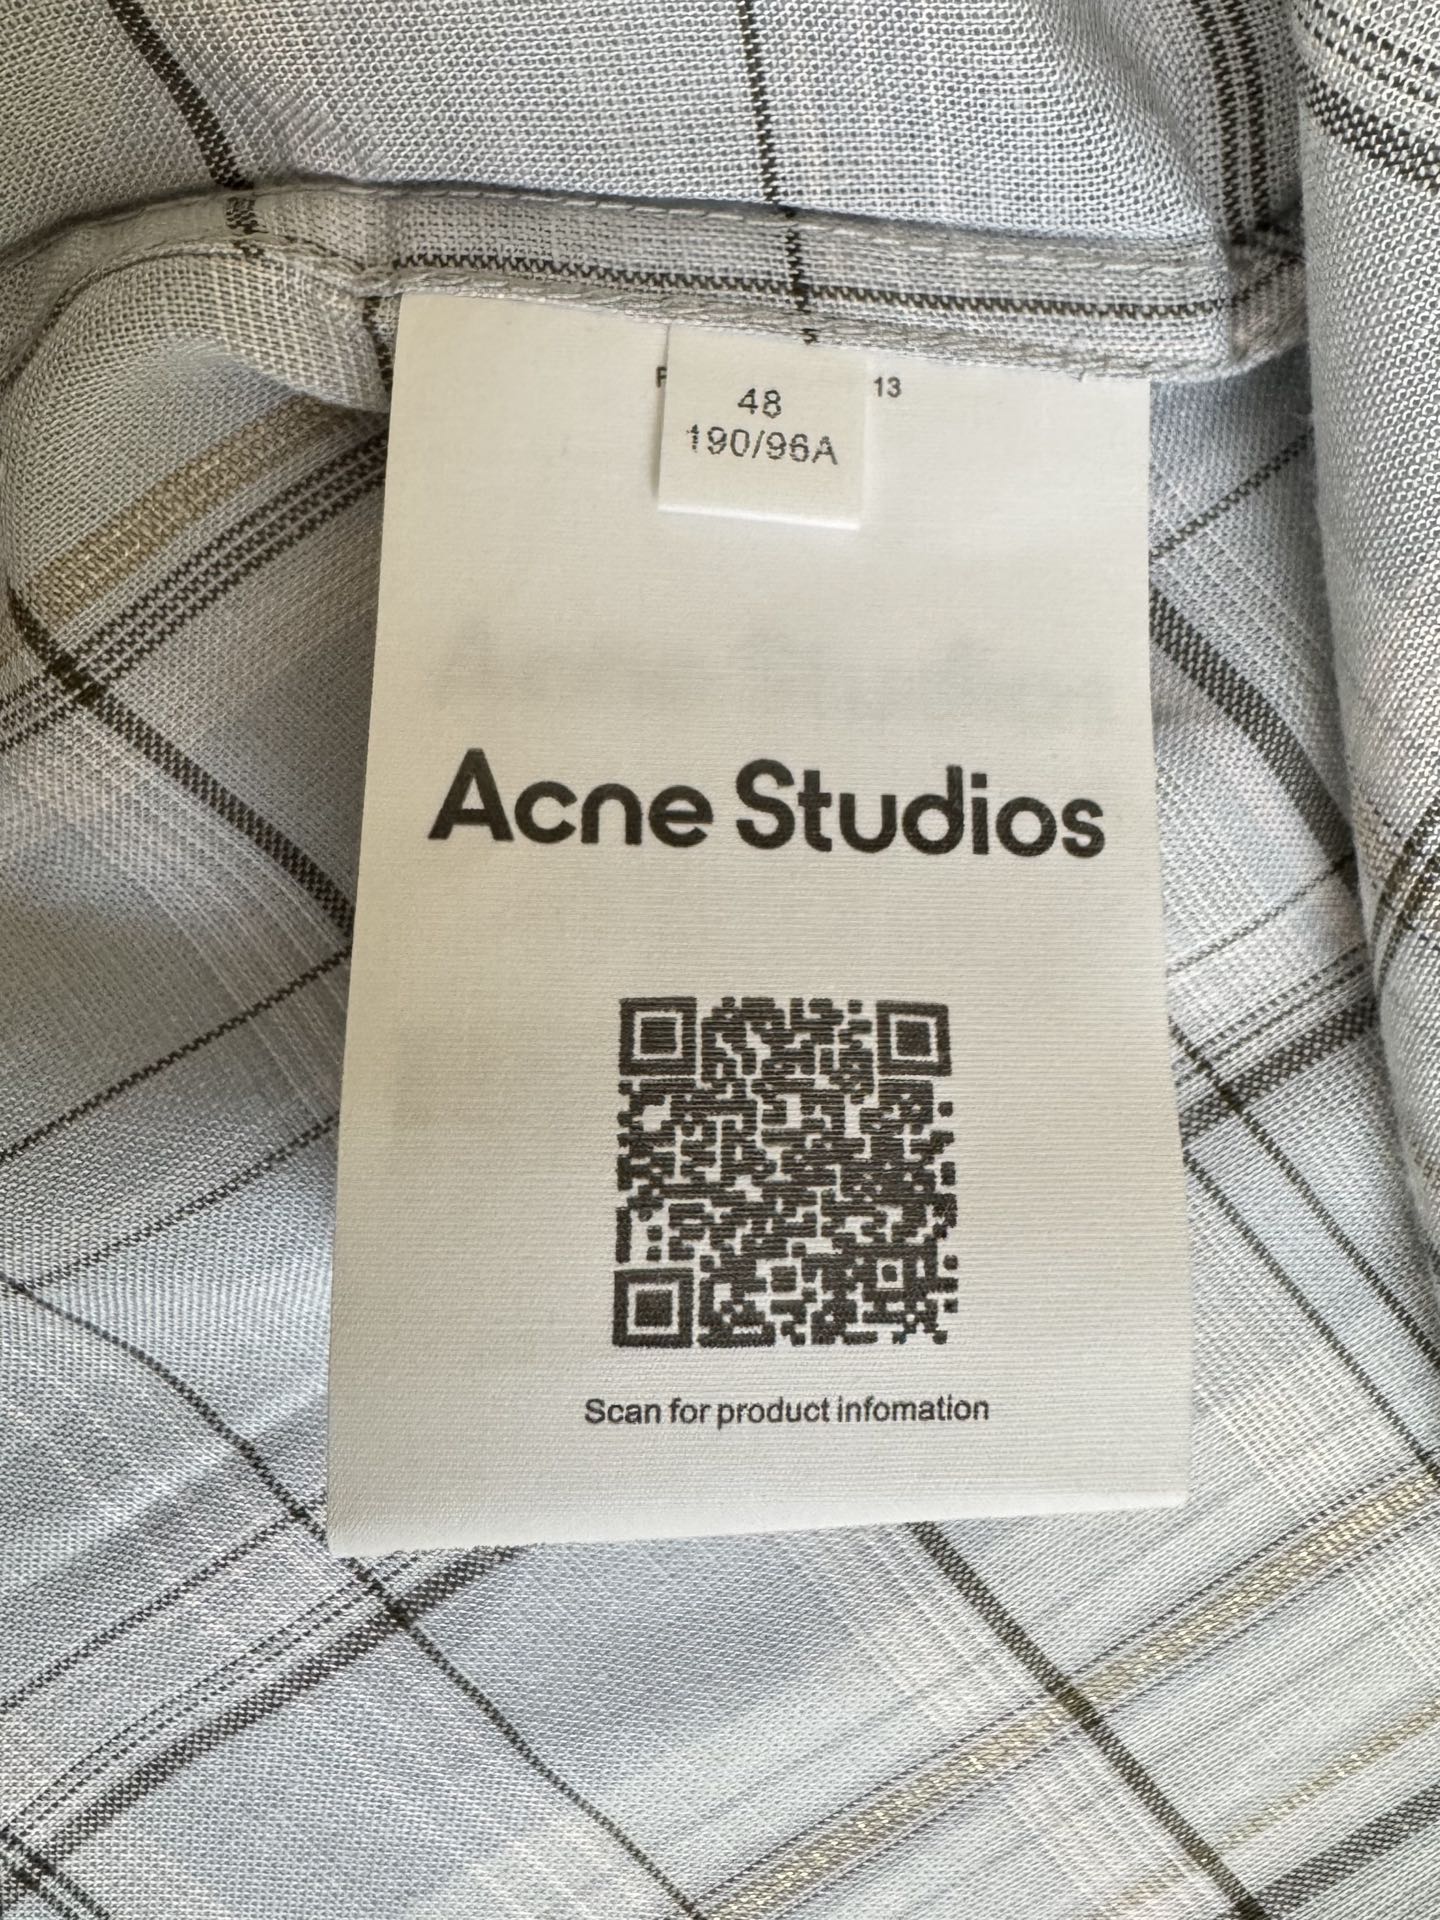 48
190/96A
13
Acne Studios
Scan for product infomation